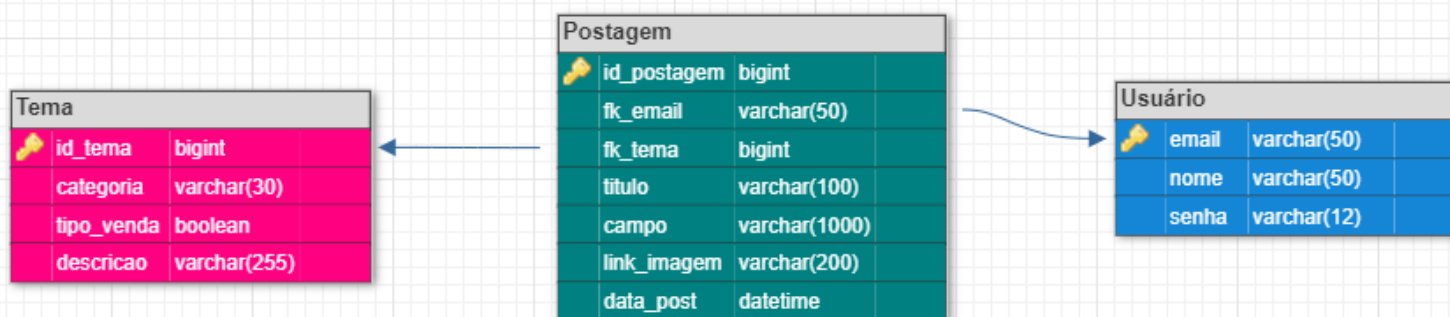 Tema
id_tema bigint
categoria varchar(30)
tipo_venda boolean
descricao varchar(255)
Postagem
id_postagem bigint
fk_email varchar(50)
fk_tema bigint
titulo varchar(100)
campo varchar(1000)
link_imagem varchar(200)
data_post datetime
Usuário
email varchar(50)
nome varchar(50)
senha varchar(12)